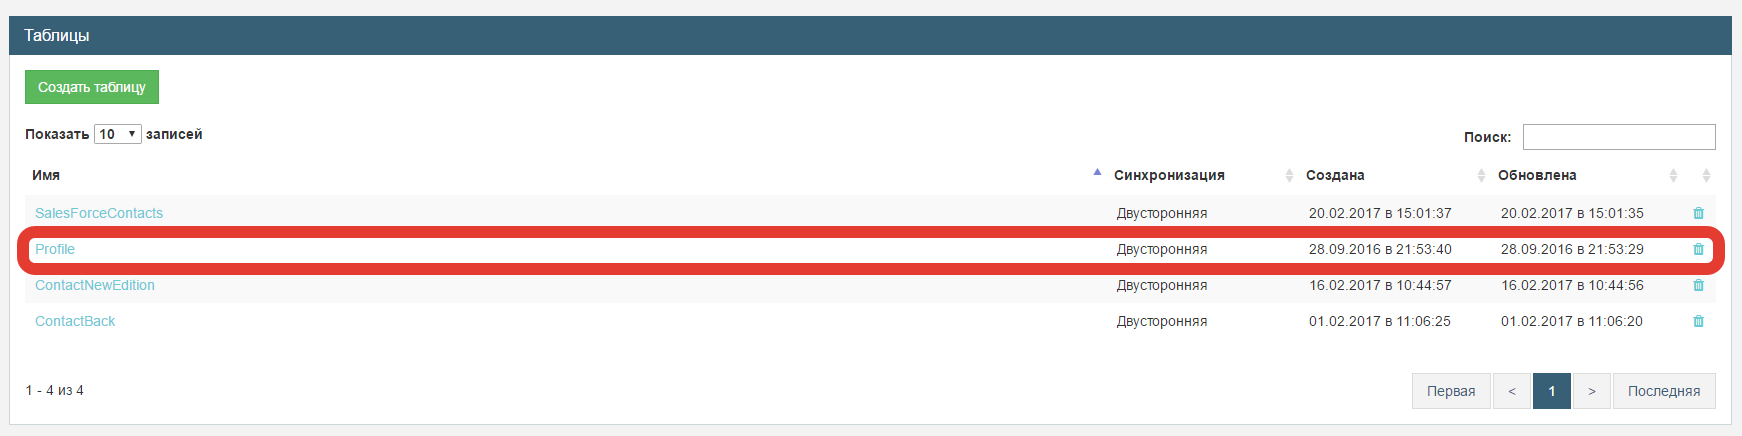 Таблицы
Создать таблицу
Показать 10 записей
Поиск:
Имя Синхронизация Создана Обновлена
SalesForceContacts Двусторонняя 20.02.2017 в 15:01:37 20.02.2017 в 15:01:35
Profile Двусторонняя 28.09.2016 в 21:53:40 28.09.2016 в 21:53:29
ContactNewEdition Двусторонняя 16.02.2017 в 10:44:57 16.02.2017 в 10:44:56
ContactBack Двусторонняя 01.02.2017 в 11:06:25 01.02.2017 в 11:06:20
1 - 4 из 4 Первая < 1 > Последняя